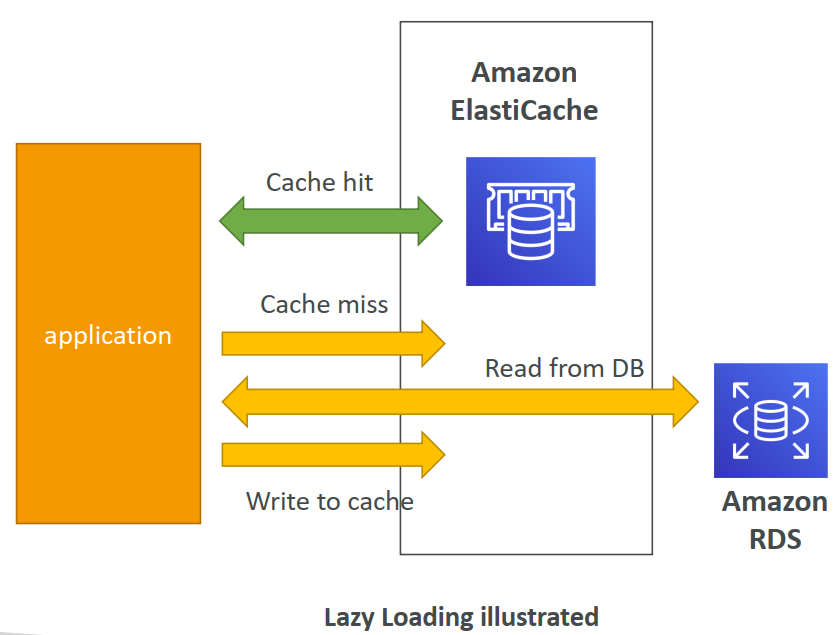 Amazon
ElastiCache
Cache hit
Cache miss
application
Read from DB
Write to cache
Amazon
RDS
Lazy Loading illustrated